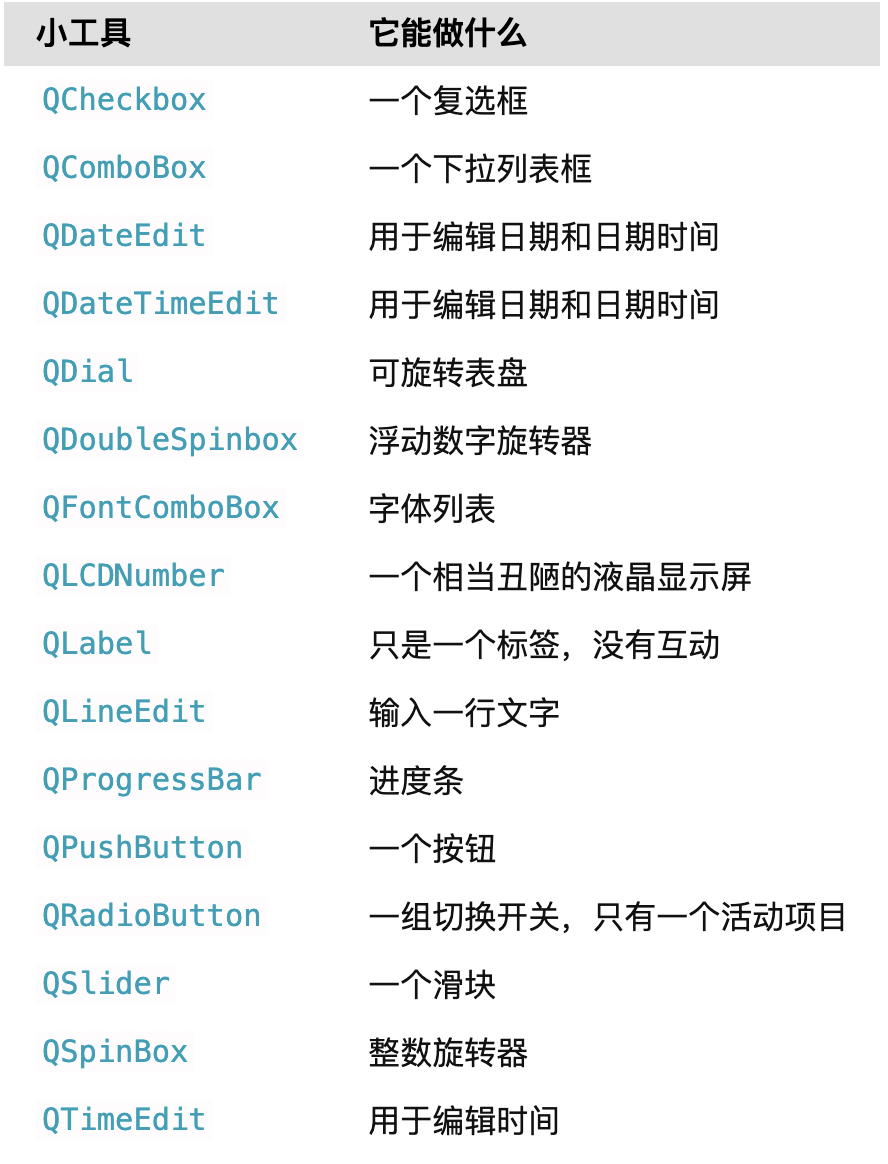 小工具 它能做什么
QCheckbox 一个复选框
QComboBox 一个下拉列表框
QDateEdit 用于编辑日期和日期时间
QDateTimeEdit 用于编辑日期和日期时间
QDial 可旋转表盘
QDoubleSpinbox 浮动数字旋转器
QFontComboBox 字体列表
QLCDNumber 一个相当丑陋的液晶显示屏
QLabel 只是一个标签，没有互动
QLineEdit 输入一行文字
QProgressBar 进度条
QPushButton 一个按钮
QRadioButton 一组切换开关，只有一个活动项目
QSlider 一个滑块
QSpinBox 整数旋转器
QTimeEdit 用于编辑时间